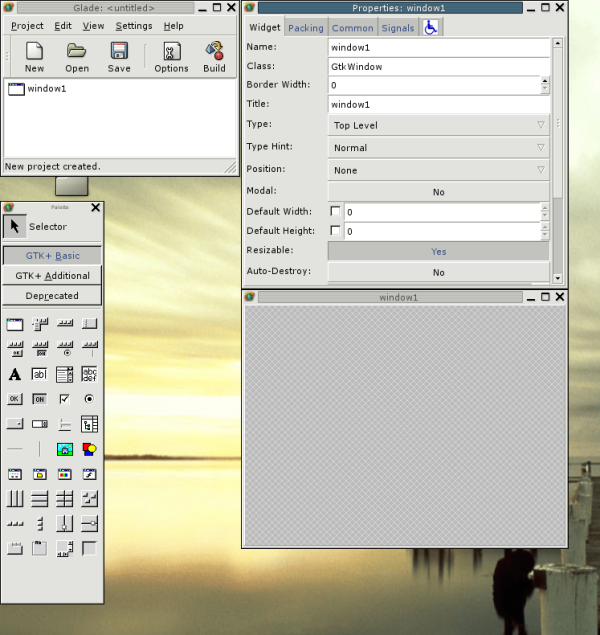 Glade: <untitled>
Project Edit View Settings Help
New Open Save Options Build
window1
New project created.
Palette
Selector
GTK+ Basic
GTK+ Additional
Deprecated
OK
ON
A
ab|
abc
def
OK
ON
Properties: window1
Widget Packing Common Signals
Name: window1
Class: GtkWindow
Border Width: 0
Title: window1
Type: Top Level
Type Hint: Normal
Position: None
Modal: No
Default Width: 0
Default Height: 0
Resizable: Yes
Auto-Destroy: No
window1